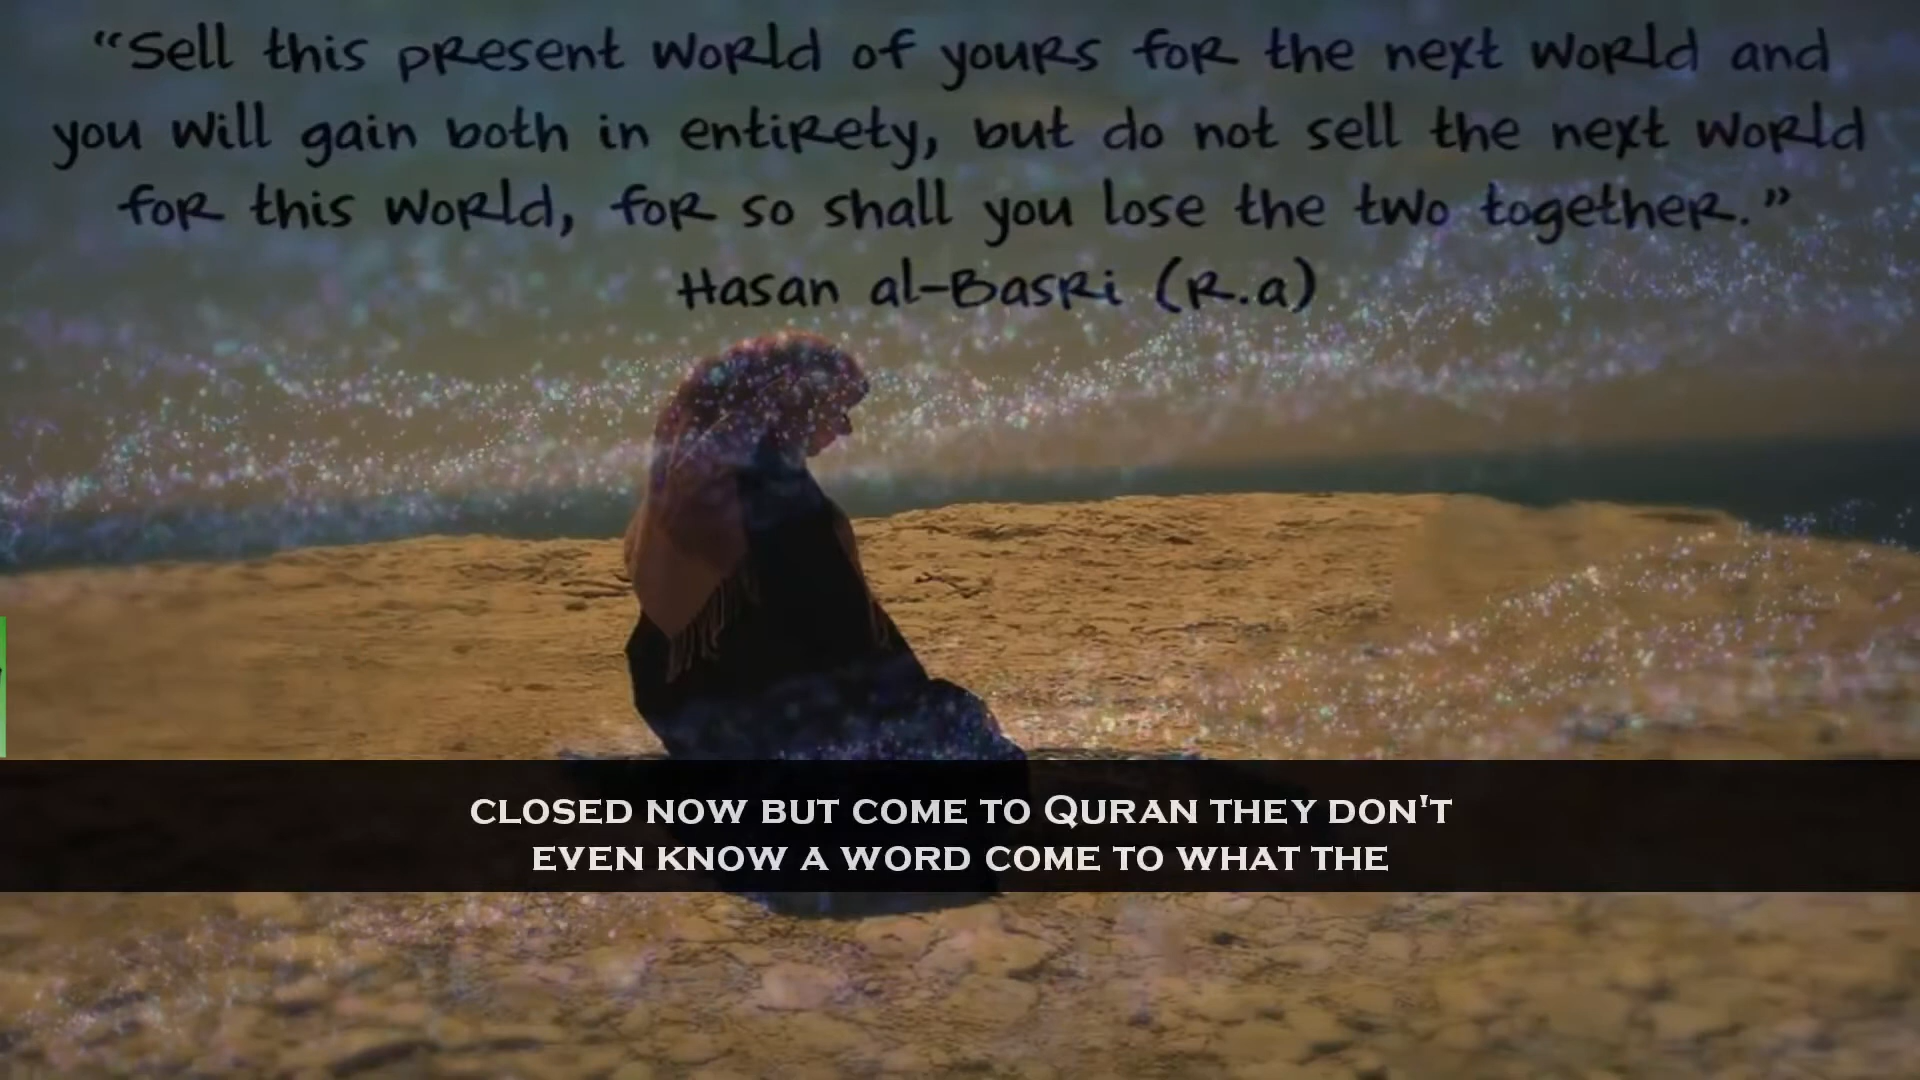 “Sell this present world of yours for the next world and
you will gain both in entirety, but do not sell the next world
for this world, for so shall you lose the two together.”
Hasan al-Basri (R.a)
CLOSED NOW BUT COME TO QURAN THEY DON'T
EVEN KNOW A WORD COME TO WHAT THE